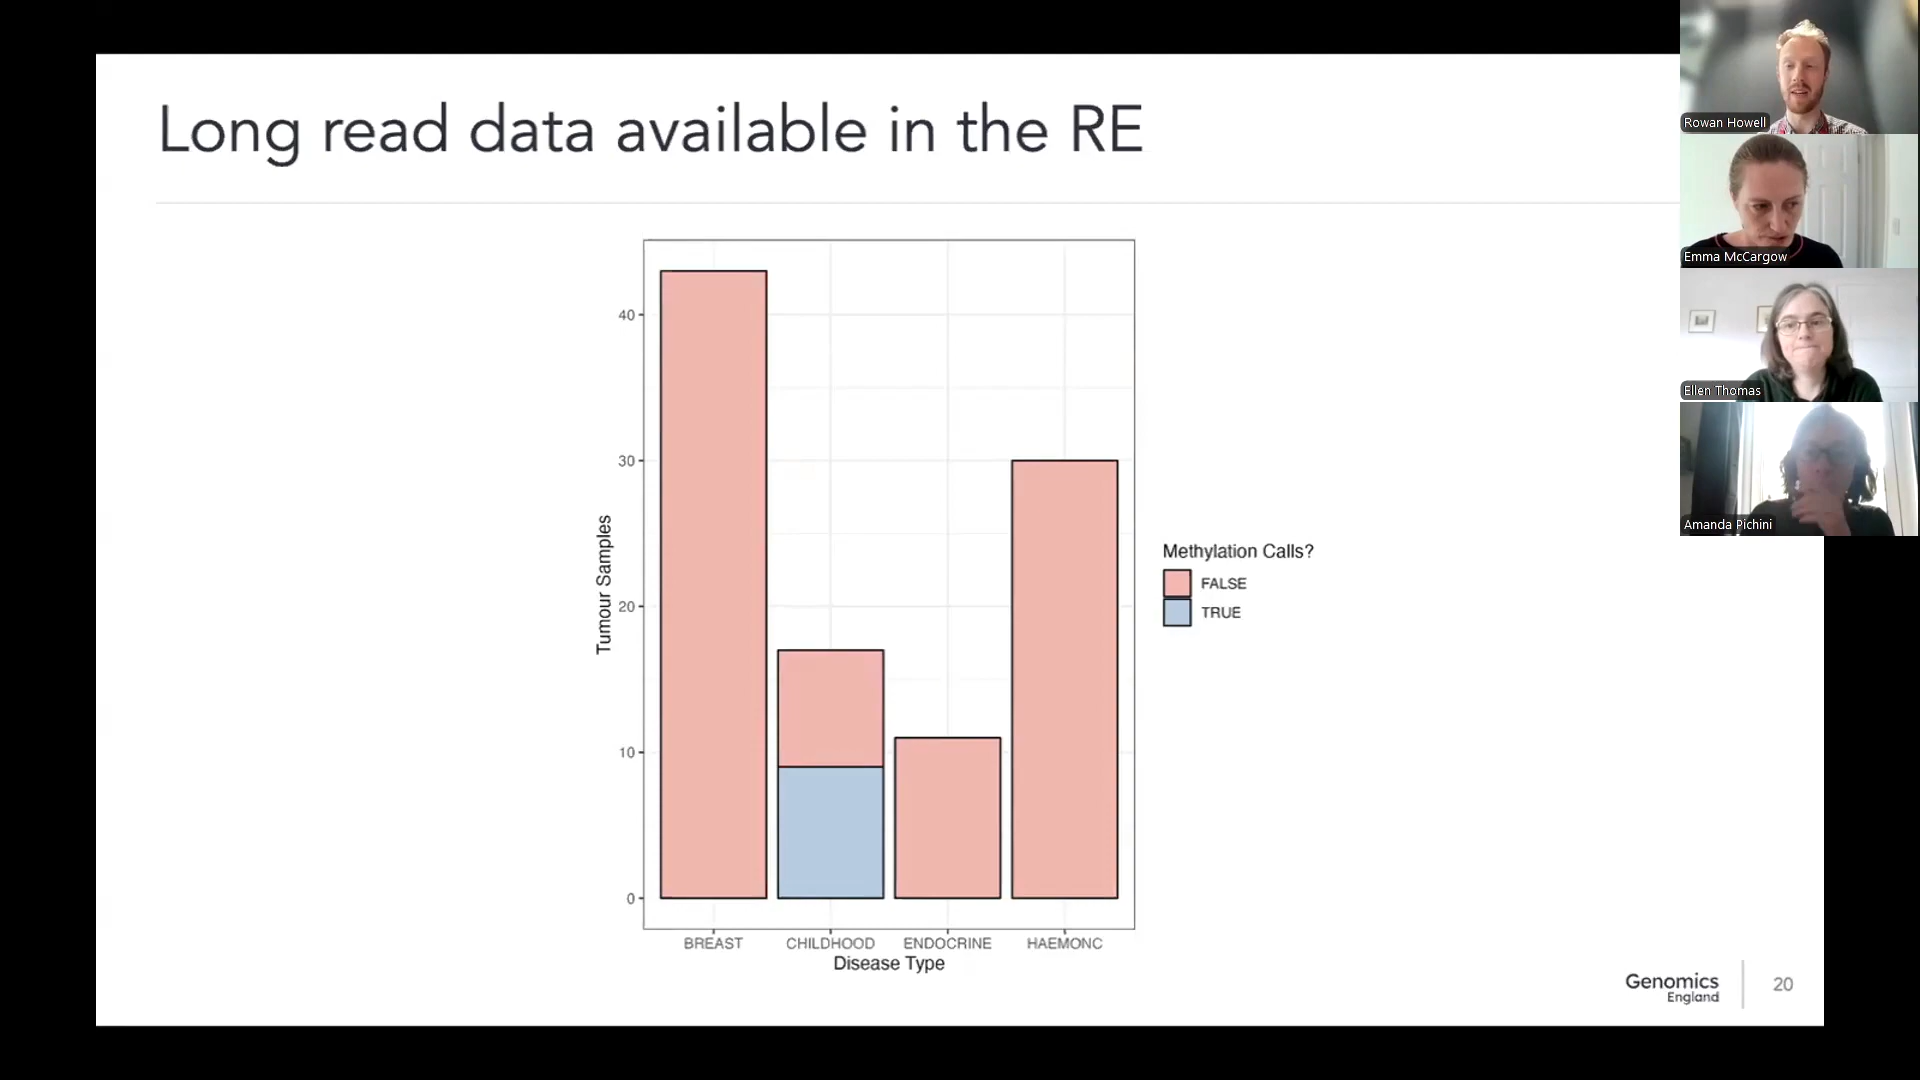 Long read data available in the RE
Rowan Howell
Emma McCargow
Ellen Thomas
Amanda Pichini
40
30
20
10
0
Tumour Samples
BREAST
CHILDHOOD
ENDOCRINE
HAEMONC
Disease Type
Methylation Calls?
FALSE
TRUE
Genomics
England
20